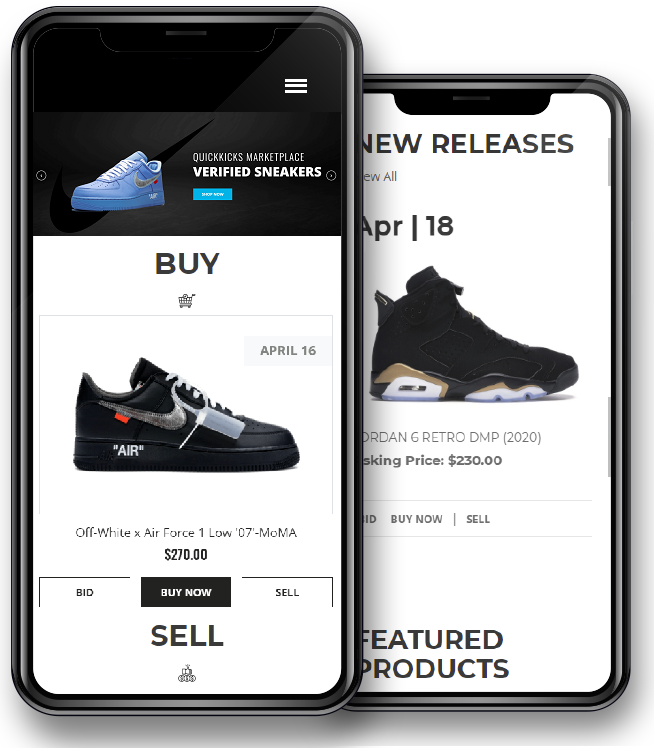 QUICKKICKS MARKETPLACE
VERIFIED SNEAKERS
SHOP NOW
BUY
APRIL 16
"AIR"
Off-White x Air Force 1 Low '07'-MoMA
$270.00
BID BUY NOW SELL
SELL
NEW RELEASES
ew All
Apr | 18
ORDAN 6 RETRO DMP (2020)
sking Price: $230.00
BID BUY NOW | SELL
FEATURED
PRODUCTS